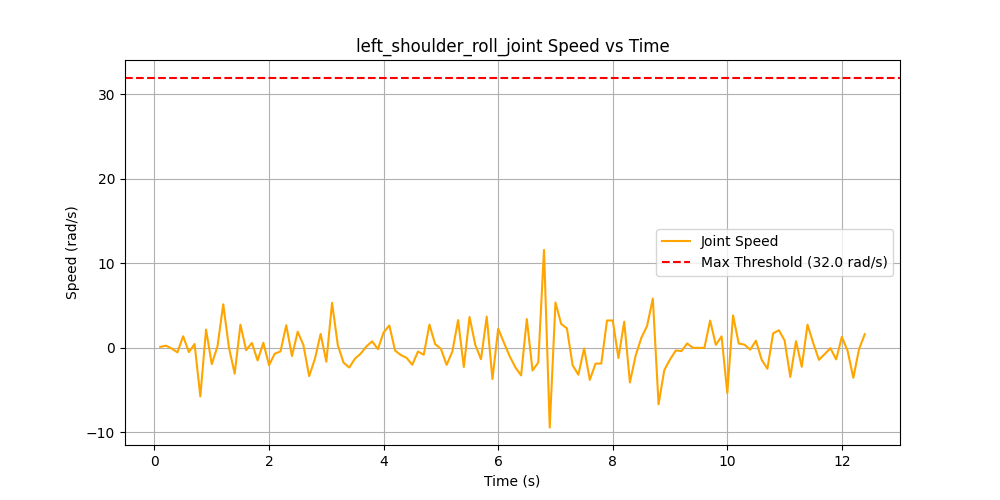 left_shoulder_roll_joint Speed vs Time
Speed (rad/s)
30
20
10
0
−10
Joint Speed
Max Threshold (32.0 rad/s)
0 2 4 6 8 10 12
Time (s)